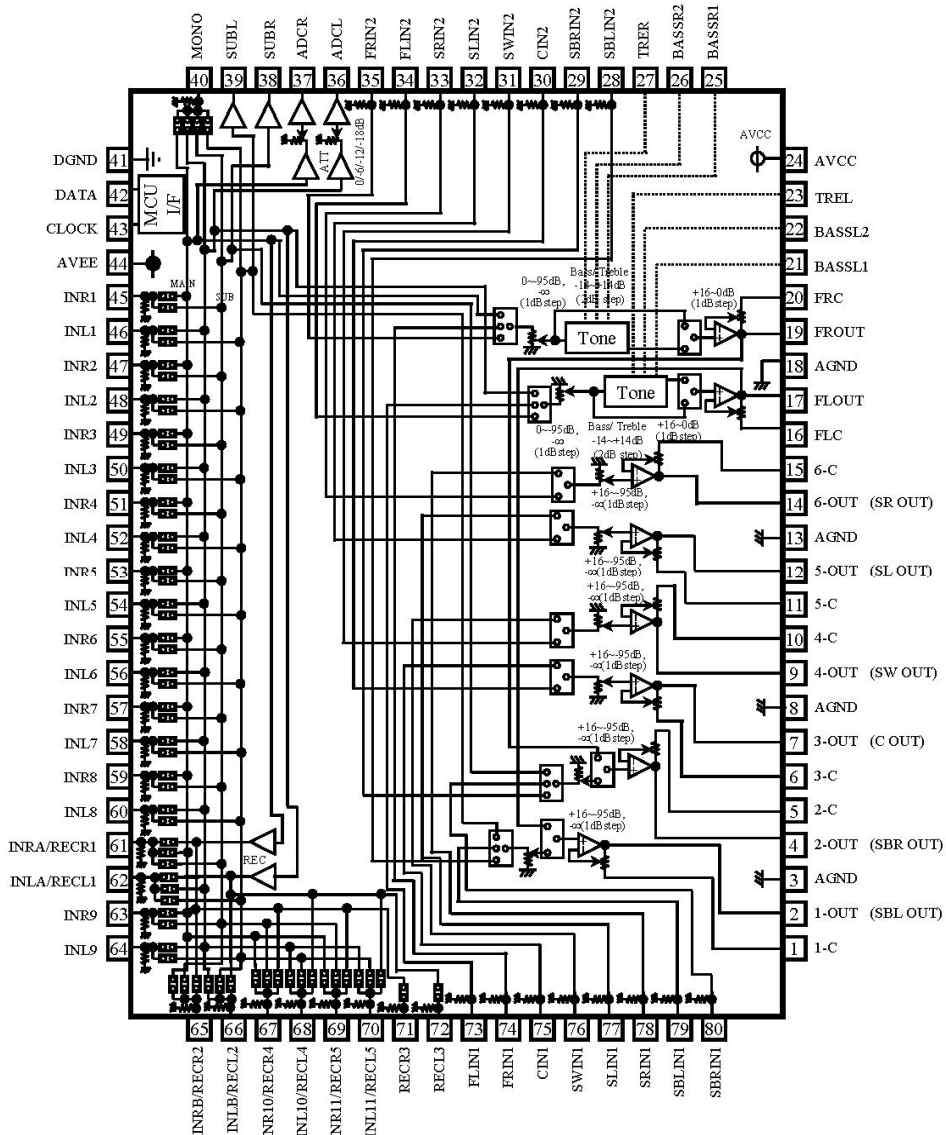 MONO
SUBL
SUBR
ADCR
ADCL
FRIN2
FLIN2
SRIN2
SLIN2
SWIN2
CIN2
SBRIN2
SBLIN2
TRER
BASSR2
BASSR1
40
39
38
37
36
35
34
33
32
31
30
29
28
27
26
25
DGND 41
DATA 42
CLOCK 43
AVEE 44
INR1 45
INL1 46
INR2 47
INL2 48
INR3 49
INL3 50
INR4 51
INL4 52
INR5 53
INL5 54
INR6 55
INL6 56
INR7 57
INL7 58
INR8 59
INL8 60
INRA/RECR1 61
INLA/RECL1 62
INR9 63
INL9 64
MCU
I/F
MAIN
SUB
REC
ATT
0/-6/-12/-18dB
0~-95dB,
-∞
(1dBstep)
Bass/Treble
-14~+14dB
(2dB step)
Tone
+16~0dB
(1dBstep)
Tone
0~-95dB,
-∞
(1dBstep)
Bass/ Treble
-14~+14dB
(2dB step)
+16~0dB
(1dBstep)
+16~-95dB,
-∞(1dBstep)
+16~-95dB,
-∞(1dBstep)
+16~-95dB,
-∞(1dBstep)
+16~-95dB,
-∞(1dBstep)
+16~-95dB,
-∞(1dBstep)
+16~-95dB,
-∞(1dBstep)
AVCC
24 AVCC
23 TREL
22 BASSL2
21 BASSL1
20 FRC
19 FROUT
18 AGND
17 FLOUT
16 FLC
15 6-C
14 6-OUT (SR OUT)
13 AGND
12 5-OUT (SL OUT)
11 5-C
10 4-C
9 4-OUT (SW OUT)
8 AGND
7 3-OUT (C OUT)
6 3-C
5 2-C
4 2-OUT (SBR OUT)
3 AGND
2 1-OUT (SBL OUT)
1 1-C
65
66
67
68
69
70
71
72
73
74
75
76
77
78
79
80
INRB/RECR2
INLB/RECL2
INR10/RECR4
INL10/RECL4
INR11/RECR5
INL11/RECL5
RECR3
RECL3
FLIN1
FRIN1
CIN1
SWIN1
SLIN1
SRIN1
SBLIN1
SBRIN1